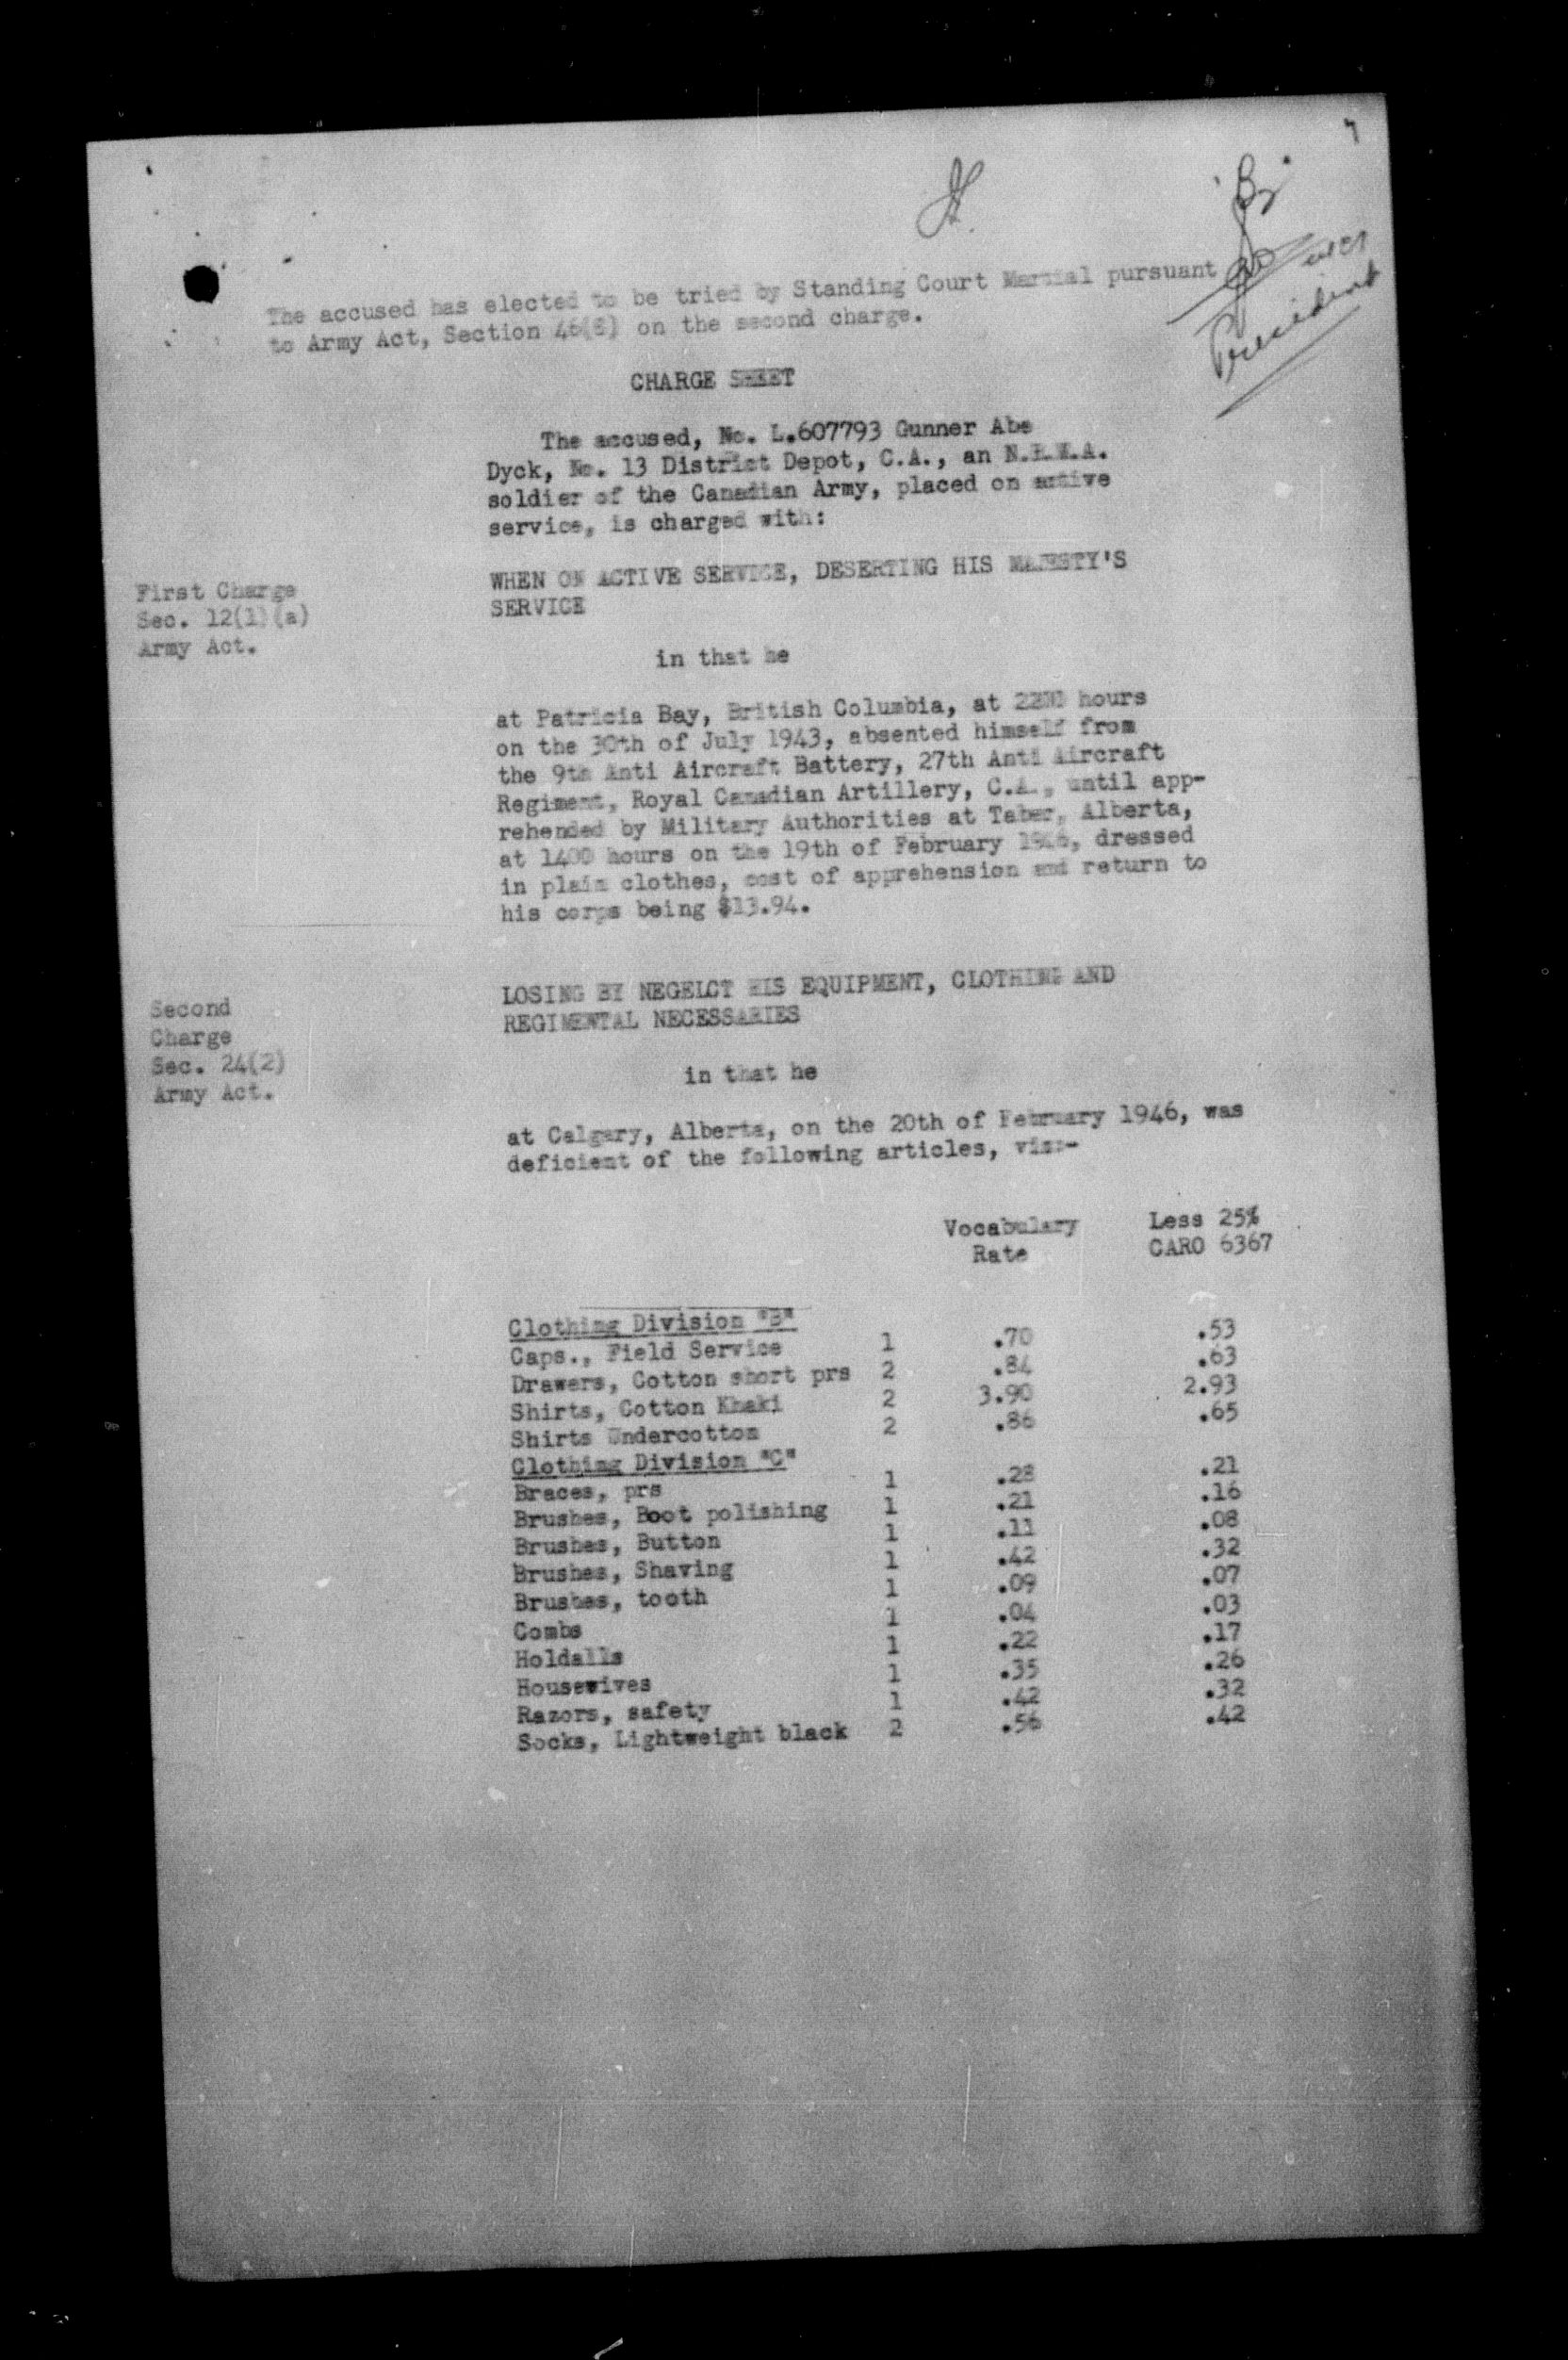 7
"B"
President
The accused has elected to be tried by Standing Court Martial pursuant
to Army Act, Section 46(8) on the second charge.
CHARGE SHEET
The accused, No. L.607793 Gunner Abe
Dyck, No. 13 District Depot, C.A., an N.R.M.A.
soldier of the Canadian Army, placed on active
service, is charged with:
First Charge
Sec. 12(1)(a)
Army Act.
WHEN ON ACTIVE SERVICE, DESERTING HIS MAJESTY'S
SERVICE
in that he
at Patricia Bay, British Columbia, at hours
on the 30th of July 1943, absented himself from
the 9th Anti Aircraft Battery, 27th Anti Aircraft
Regiment, Royal Canadian Artillery, C.A., until app-
rehended by Military Authorities at Taber, Alberta,
at 1400 hours on the 19th of February 1946, dressed
in plain clothes, cost of apprehension and return to
his corps being $13.94.
Second
Charge
Sec. 24(2)
Army Act.
LOSING BY NEGELCT HIS EQUIPMENT, CLOTHING AND
REGIMENTAL NECESSARIES
in that he
at Calgary, Alberta, on the 20th of February 1946, was
deficient of the following articles, viz:-
Vocabulary Less 25%
Rate CARO 6367
Clothing Division "B"
Caps., Field Service 1 .70 .53
Drawers, Cotton short prs 2 .84 .63
Shirts, Cotton Khaki 2 3.90 2.93
Shirts Undercotton 2 .86 .65
Clothing Division "C"
Braces, prs 1 .28 .21
Brushes, Boot polishing 1 .21 .16
Brushes, Button 1 .11 .08
Brushes, Shaving 1 .42 .32
Brushes, tooth 1 .09 .07
Combs 1 .04 .03
Holdalls 1 .22 .17
Housewives 1 .35 .26
Razors, safety 1 .42 .32
Socks, Lightweight black 2 .56 .42